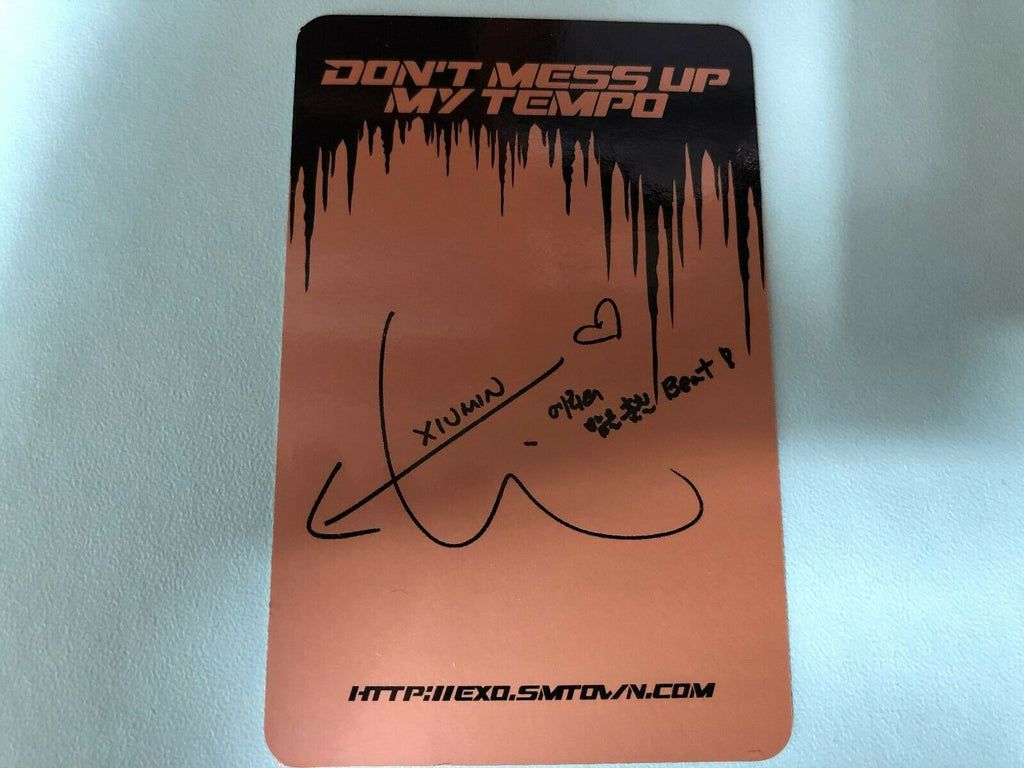 DON'T MESS UP
MY TEMPO
XIUMIN
Beat
HTTP://EXO.SMTOWN.COM